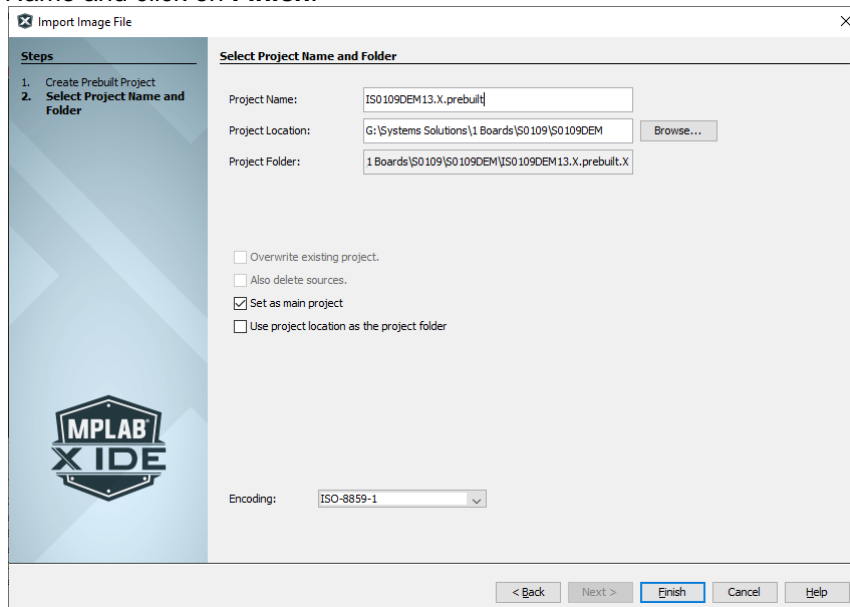 Import Image File
Steps
1. Create Prebuilt Project
2. Select Project Name and
Folder
Select Project Name and Folder
Project Name: IS0109DEM13.X.prebuilt
Project Location: G:\Systems Solutions\1 Boards\S0109\S0109DEM Browse...
Project Folder: 1 Boards\S0109\S0109DEM\IS0109DEM13.X.prebuilt.X
Overwrite existing project.
Also delete sources.
Set as main project
Use project location as the project folder
MPLAB
X IDE
Encoding: ISO-8859-1
< Back Next > Finish Cancel Help